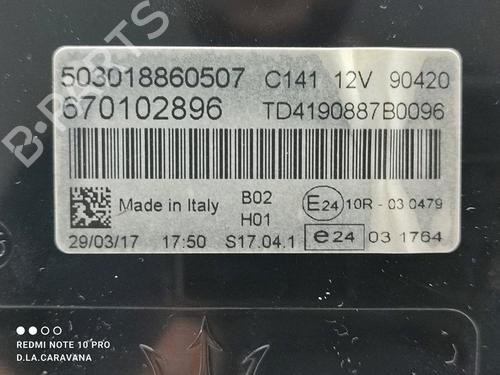 503018860507 C141 12V 90420
670102896 TD4190887B0096
Made in Italy B02 E24 10R - 03 0479
H01
29/03/17 17:50 S17.04.1 e24 03 1764
B-PARTS
REDMI NOTE 10 PRO
D.LA.CARAVANA